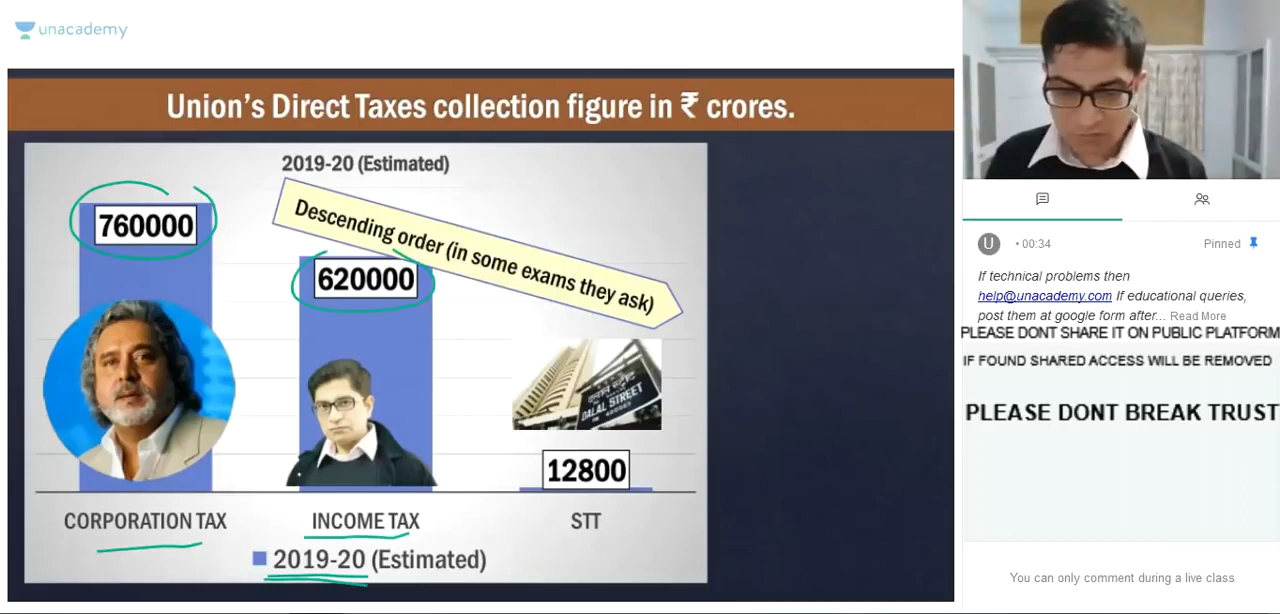 unacademy
Union's Direct Taxes collection figure in ₹ crores.
2019-20 (Estimated)
760000
Descending order (in some exams they ask)
620000
DALAL STREET
12800
CORPORATION TAX
INCOME TAX
STT
2019-20 (Estimated)
U
• 00:34
Pinned
If technical problems then
help@unacademy.com If educational queries,
post them at google form after... Read More
PLEASE DONT SHARE IT ON PUBLIC PLATFORM
IF FOUND SHARED ACCESS WILL BE REMOVED
PLEASE DONT BREAK TRUST
You can only comment during a live class